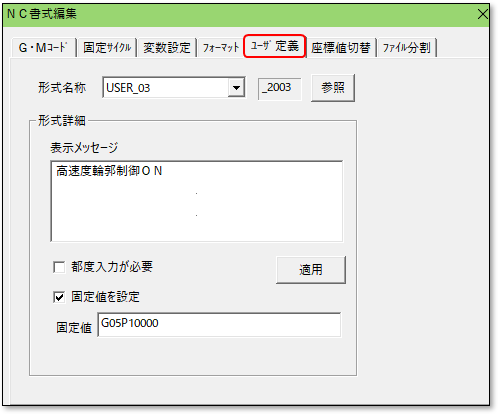 ＮＣ書式編集
G・Mｺｰﾄﾞ 固定ｻｲｸﾙ 変数設定 ﾌｫｰﾏｯﾄ ﾕｰｻﾞ定義 座標値切替 ﾌｧｲﾙ分割
形式名称 USER_03 _2003 参照
形式詳細
表示メッセージ
高速度輪郭制御ＯＮ
都度入力が必要 適用
固定値を設定
固定値 G05P10000